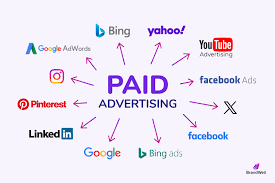 Bing
yahoo!
Google AdWords
YouTube
ADVERTISING
PAID
ADVERTISING
facebook Ads
Pinterest
X
LinkedIn
facebook
Google
Bing ads
BrandWell